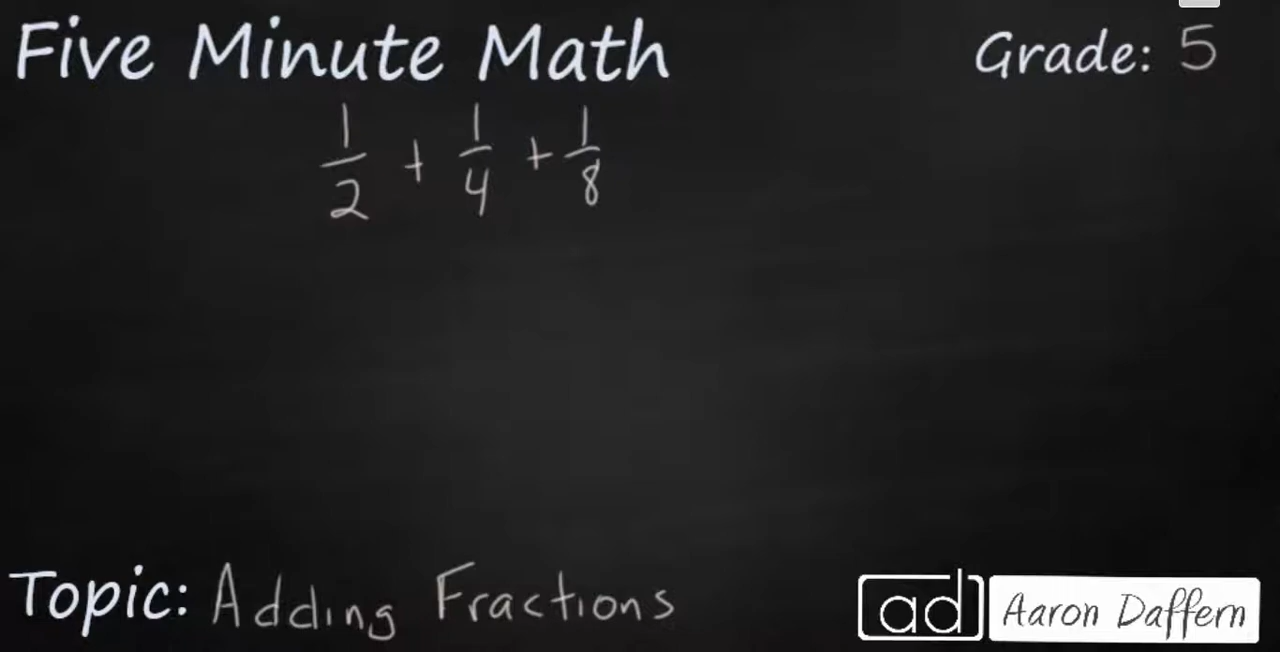 Five Minute Math Grade: 5
1/2 + 1/4 + 1/8
Topic: Adding Fractions
ad Aaron Daffern